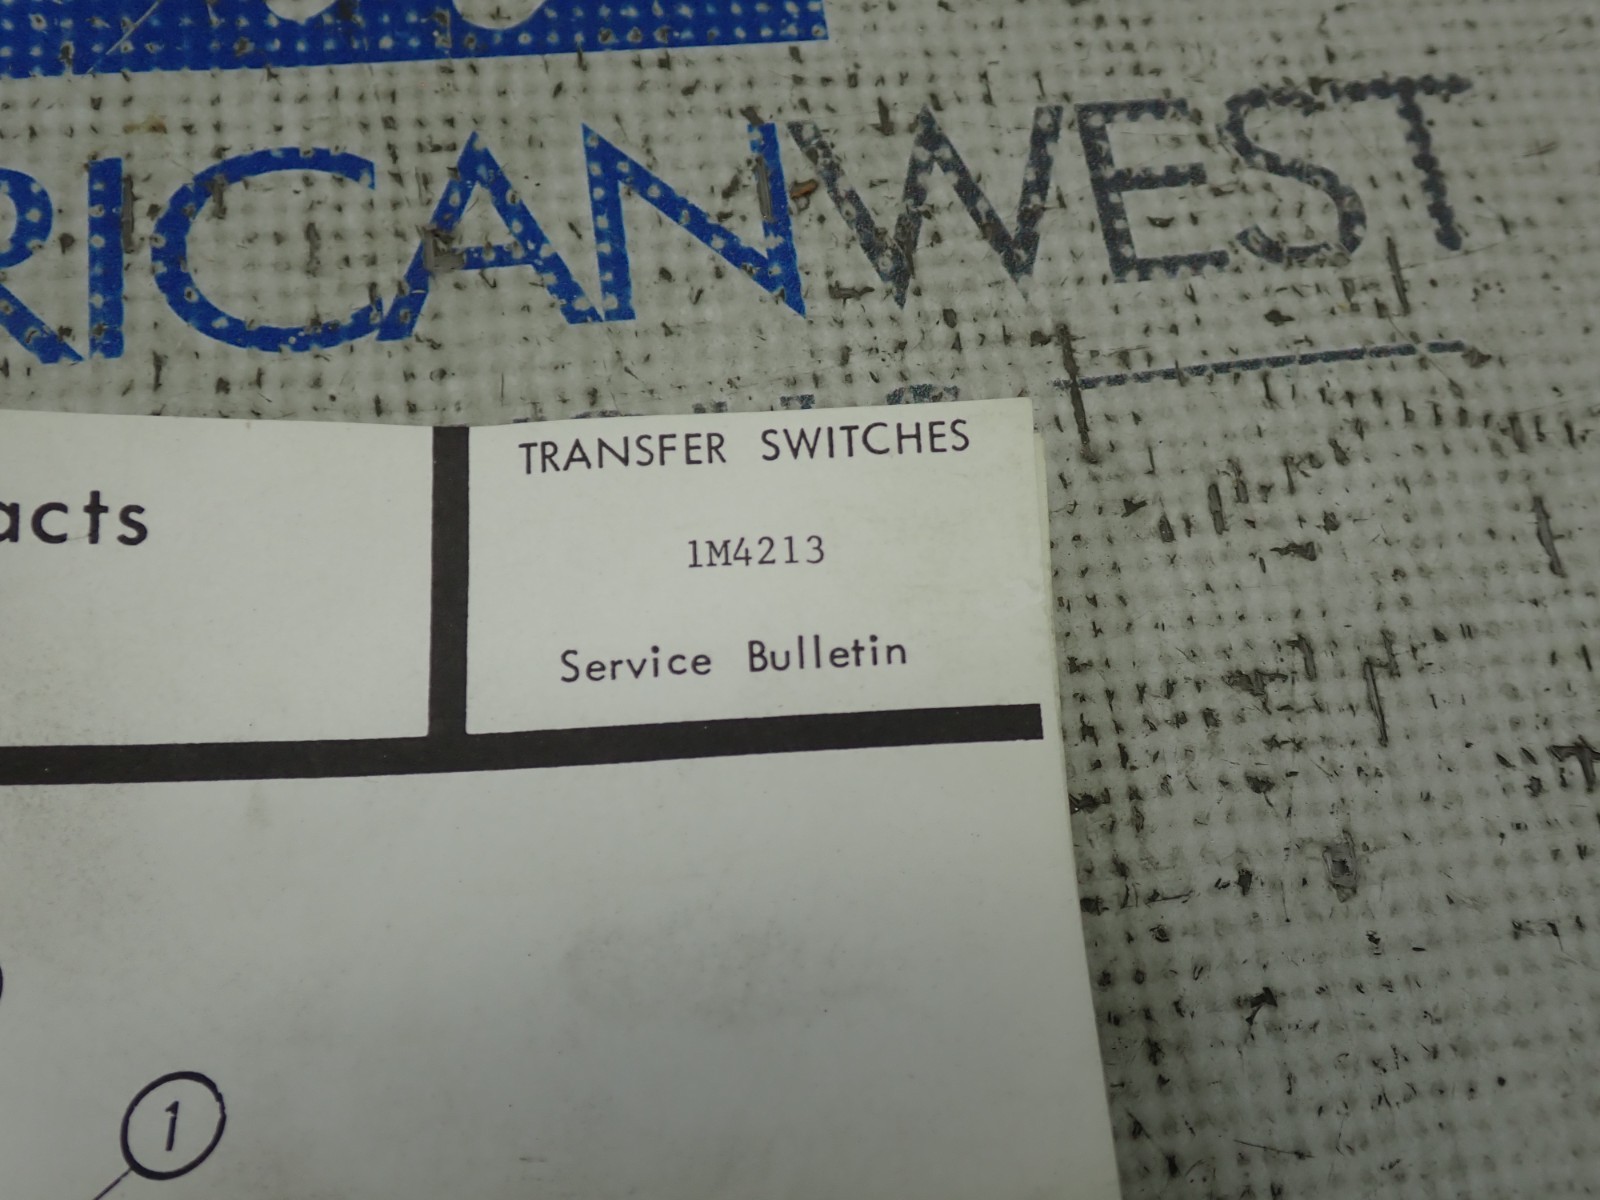 RICANWEST
TRANSFER SWITCHES
acts
1M4213
Service Bulletin
1